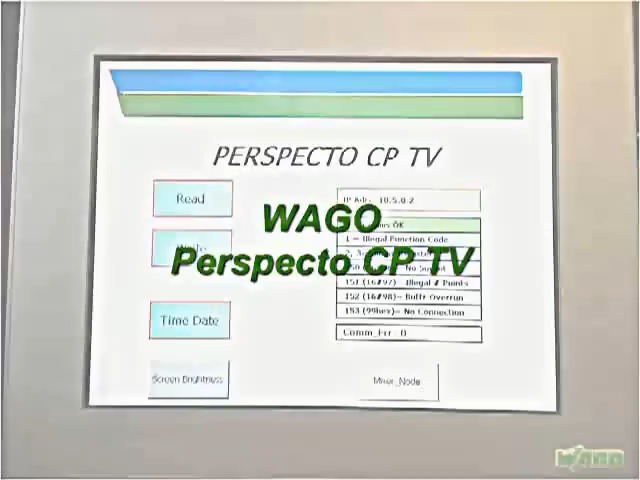 PERSPECTO CP TV
Read
IP Adr: 10.5.0.2
WAGO
OK
1 = Illegal Function Code
Perspecto CP TV
151 (16#97)- Illegal # Points
152 (16#98)- Buffr Overrun
153 (99hex)- No Connection
Time Date
Comm_Err: 0
Screen Brightness
Mixer_Node
WAGO